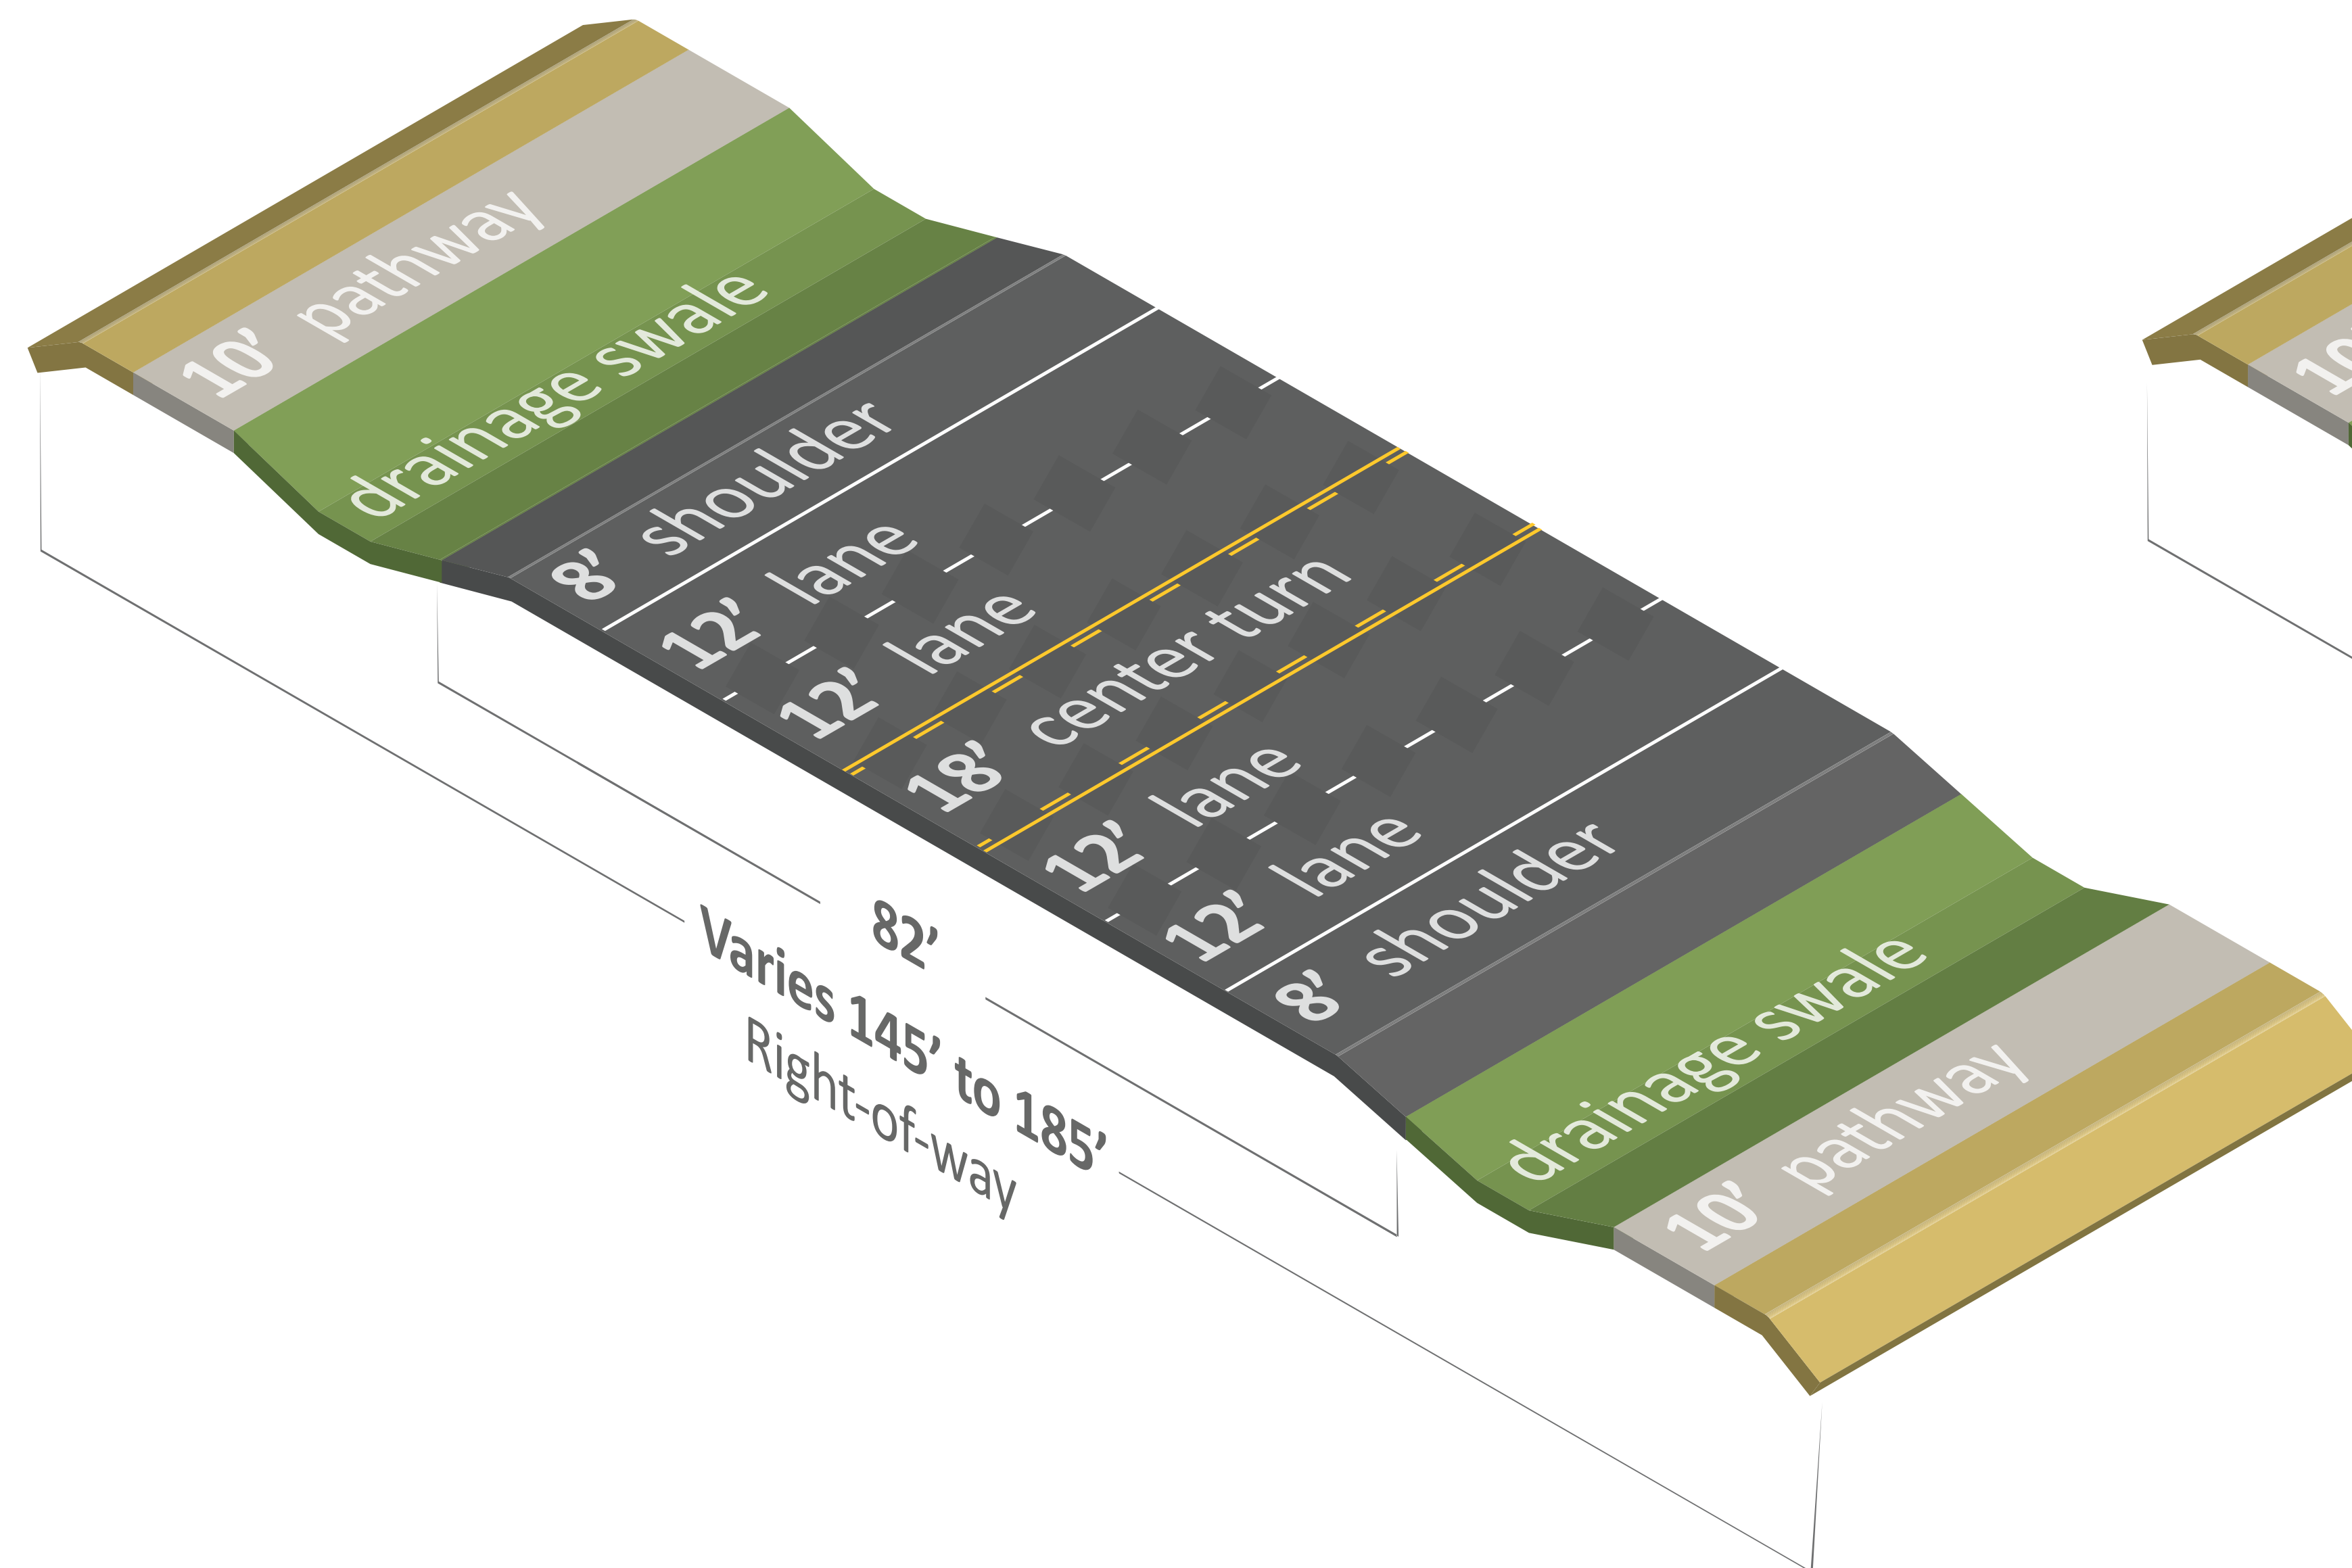 10’ pathway
drainage swale
8’ shoulder
12’ lane
12’ lane
18’ center turn
12’ lane
12’ lane
8’ shoulder
drainage swale
10’ pathway
82’
Varies 145’ to 185’
Right-of-way